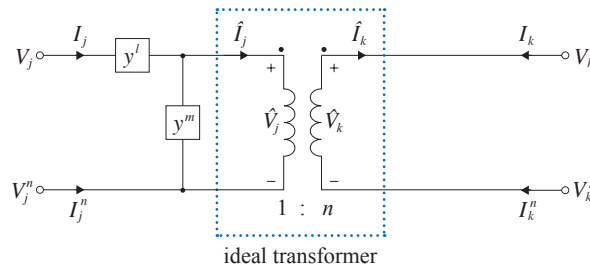 I_j Î_j Î_k I_k
V_j y^l V_k
+ +
y^m V̂_j V̂_k
− −
V_j^n V_k^n
I_j^n 1 : n I_k^n
ideal transformer